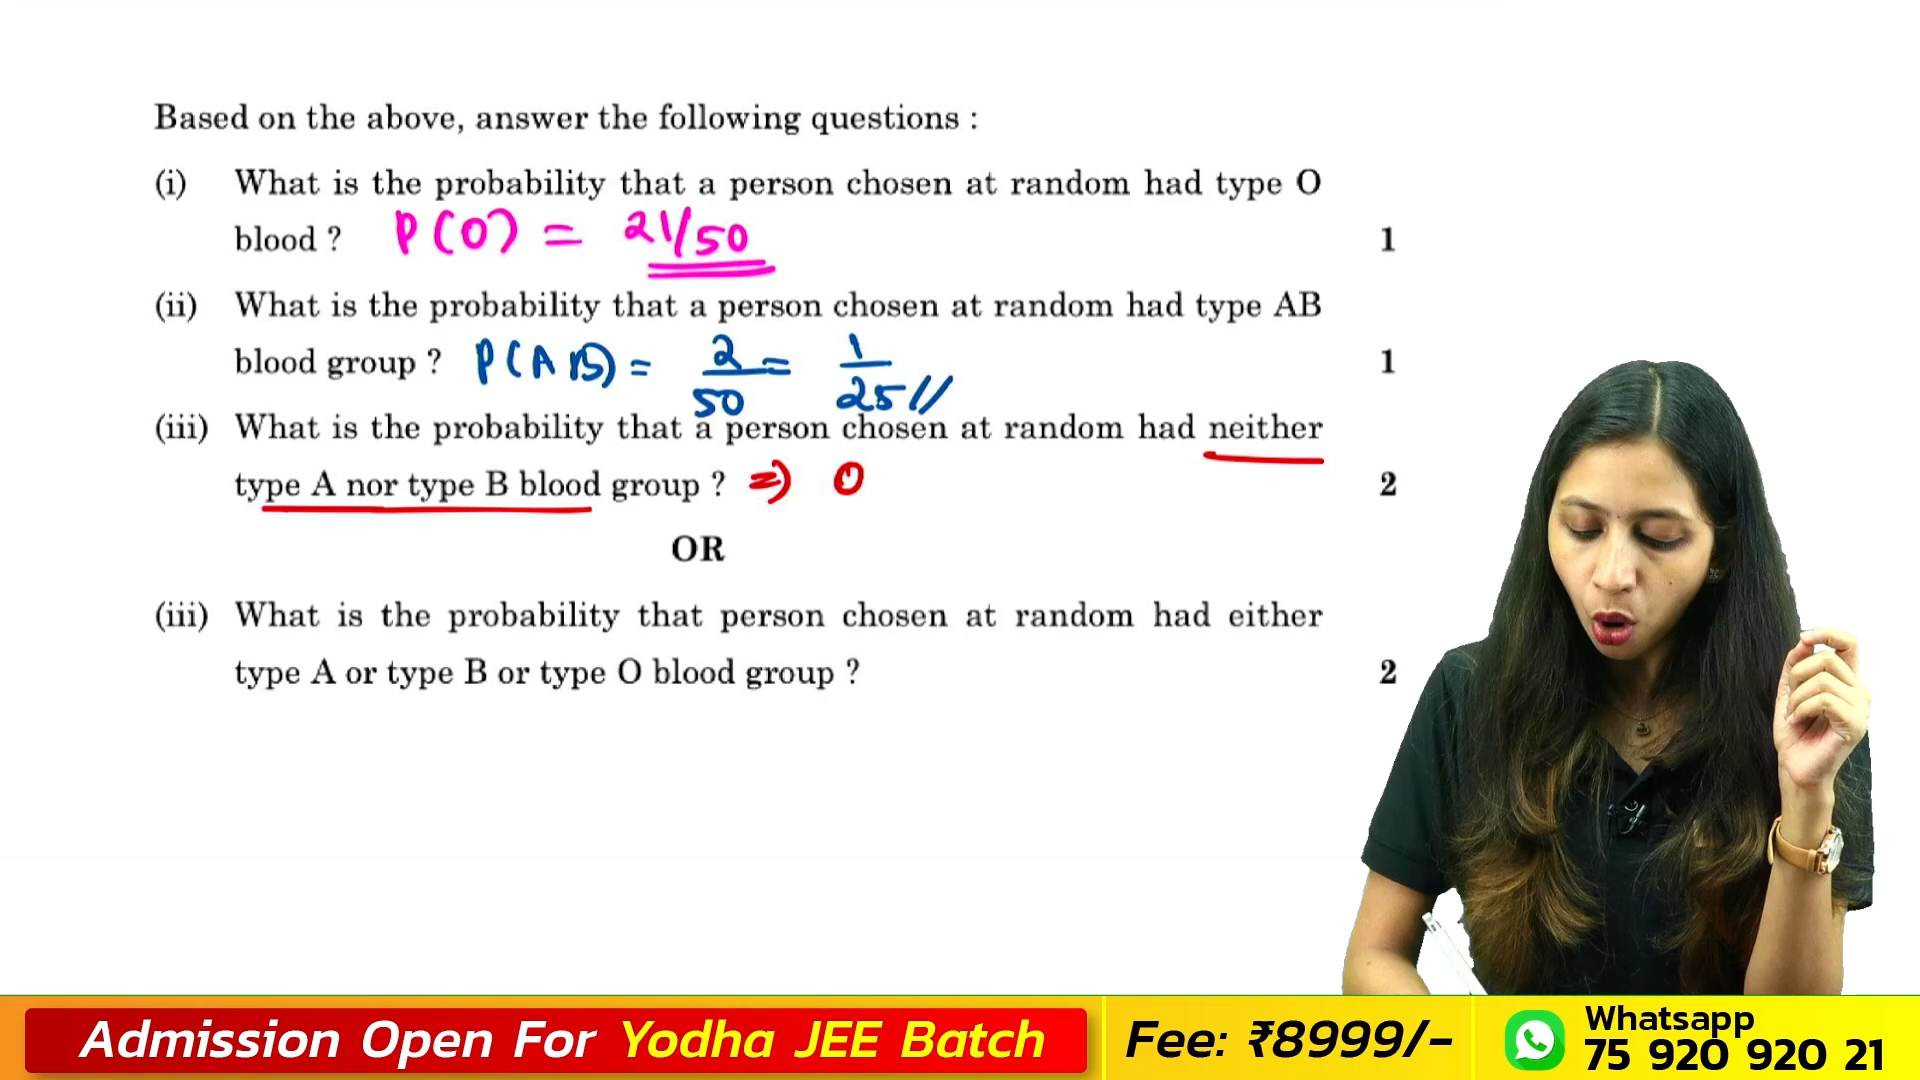 Based on the above, answer the following questions :
(i) What is the probability that a person chosen at random had type O
blood ? P(O) = 21/50 1
(ii) What is the probability that a person chosen at random had type AB
blood group ? P(AB) = 2/50 = 1/25 // 1
(iii) What is the probability that a person chosen at random had neither
type A nor type B blood group ? => O 2
OR
(iii) What is the probability that person chosen at random had either
type A or type B or type O blood group ? 2
Admission Open For Yodha JEE Batch
Fee: ₹8999/-
Whatsapp
75 920 920 21